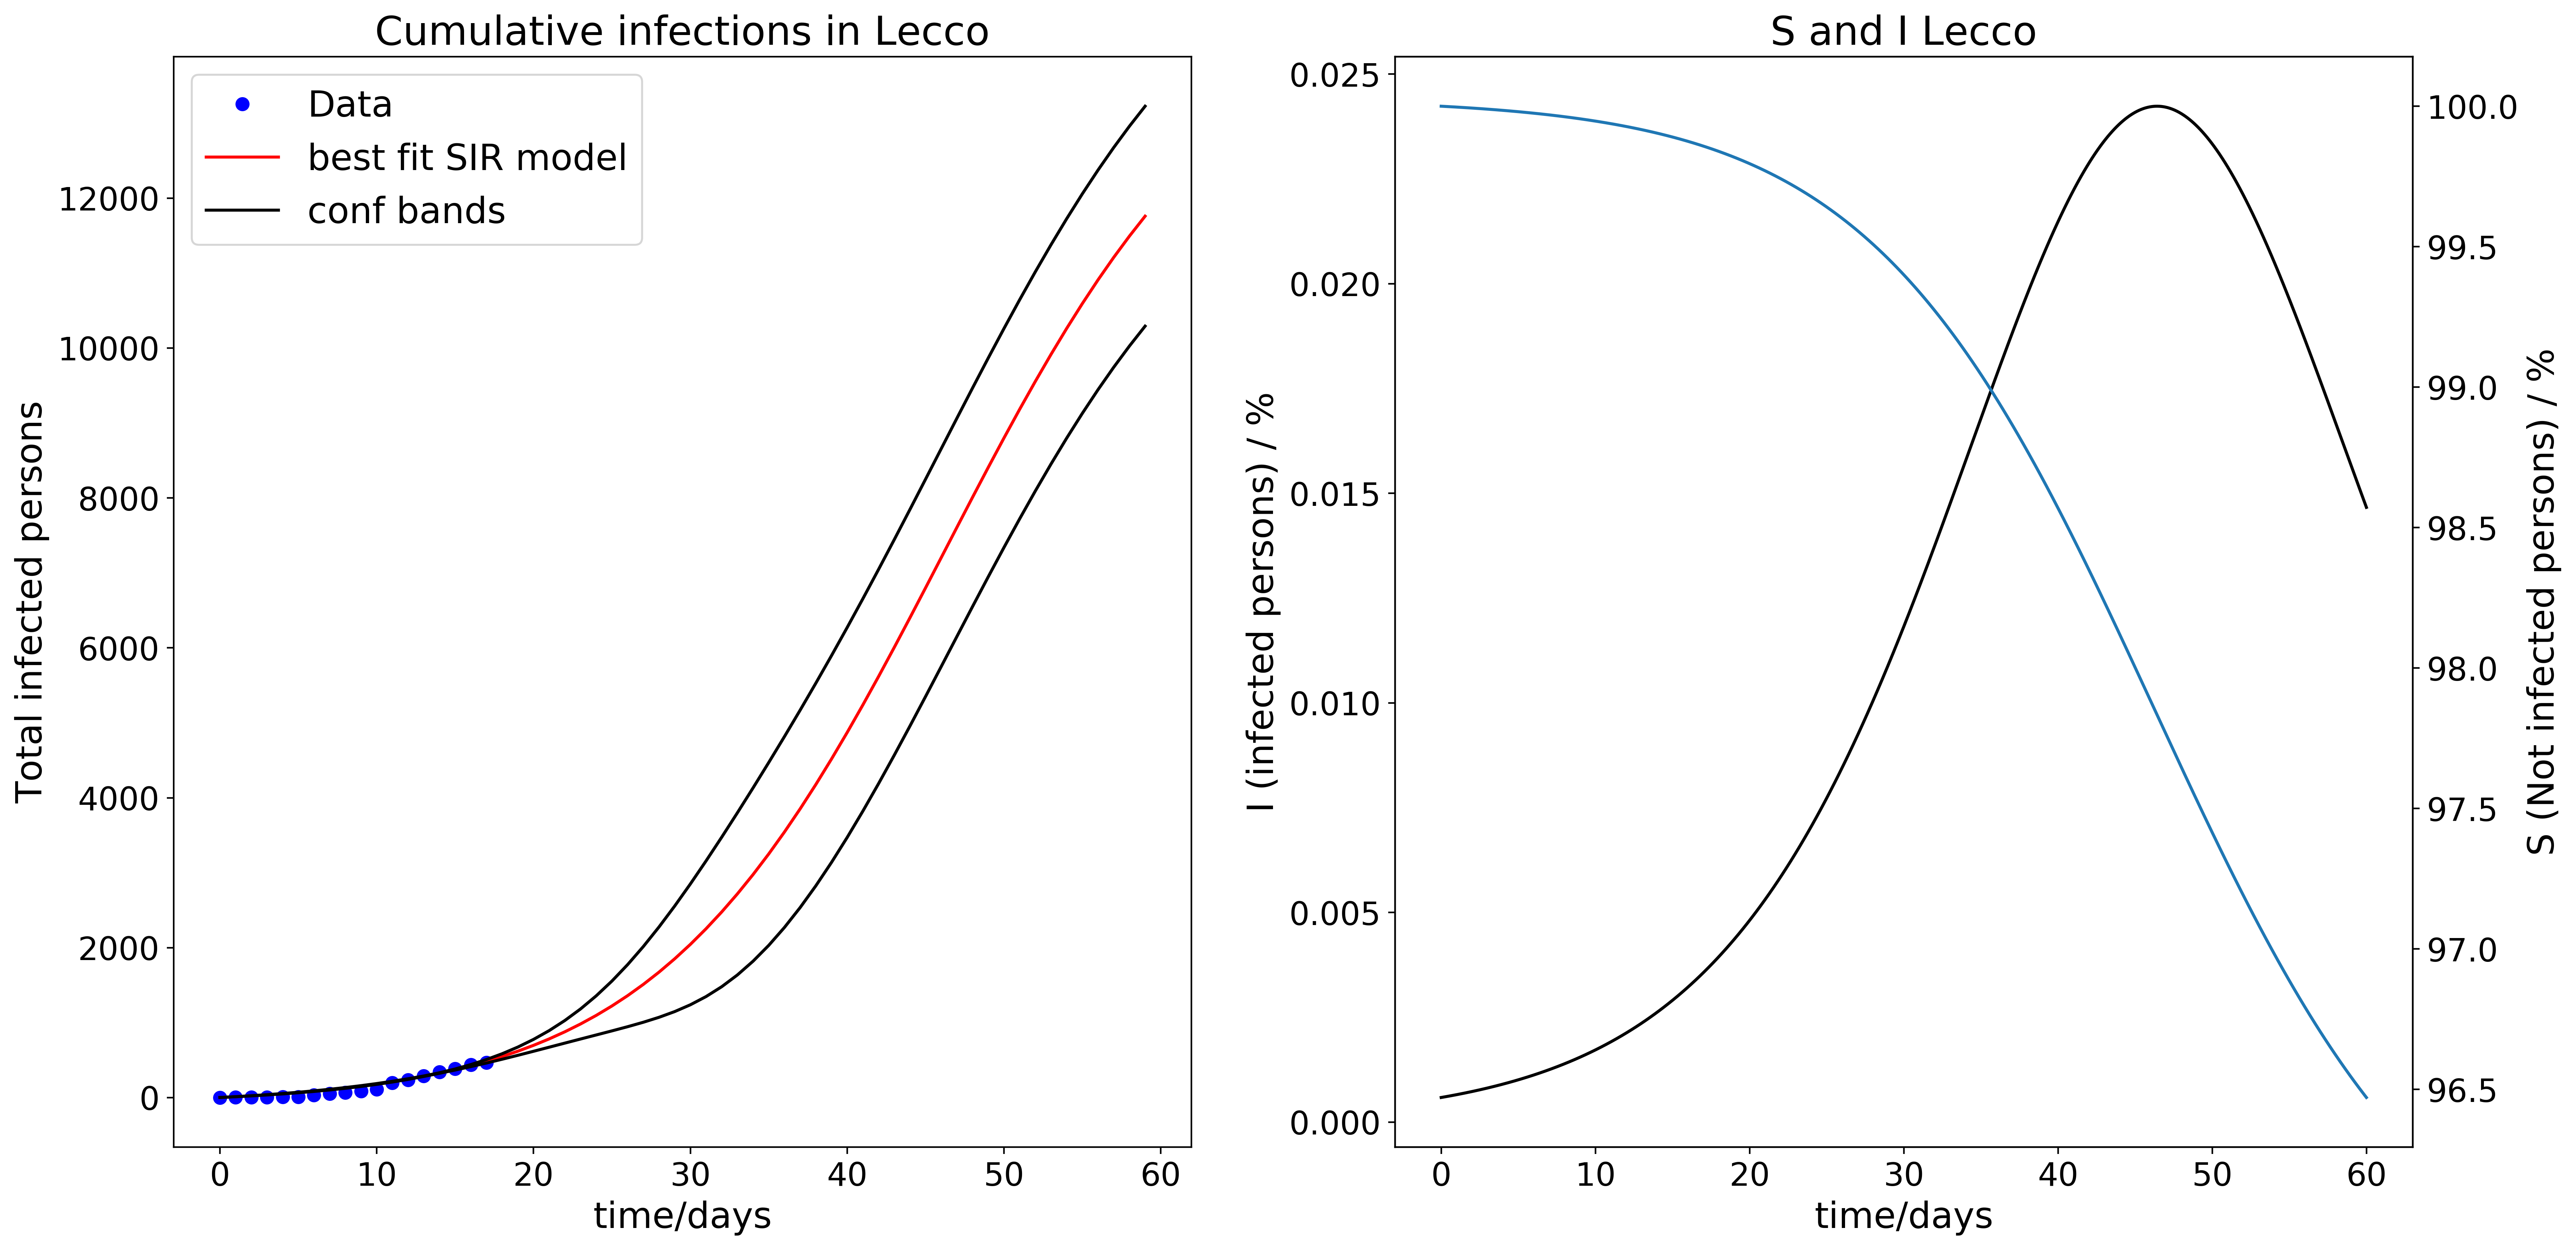 Cumulative infections in Lecco
Data
best fit SIR model
conf bands
Total infected persons
12000
10000
8000
6000
4000
2000
0
0 10 20 30 40 50 60
time/days
S and I Lecco
I (infected persons) / %
0.025
0.020
0.015
0.010
0.005
0.000
100.0
99.5
99.0
98.5
98.0
97.5
97.0
96.5
S (Not infected persons) / %
0 10 20 30 40 50 60
time/days